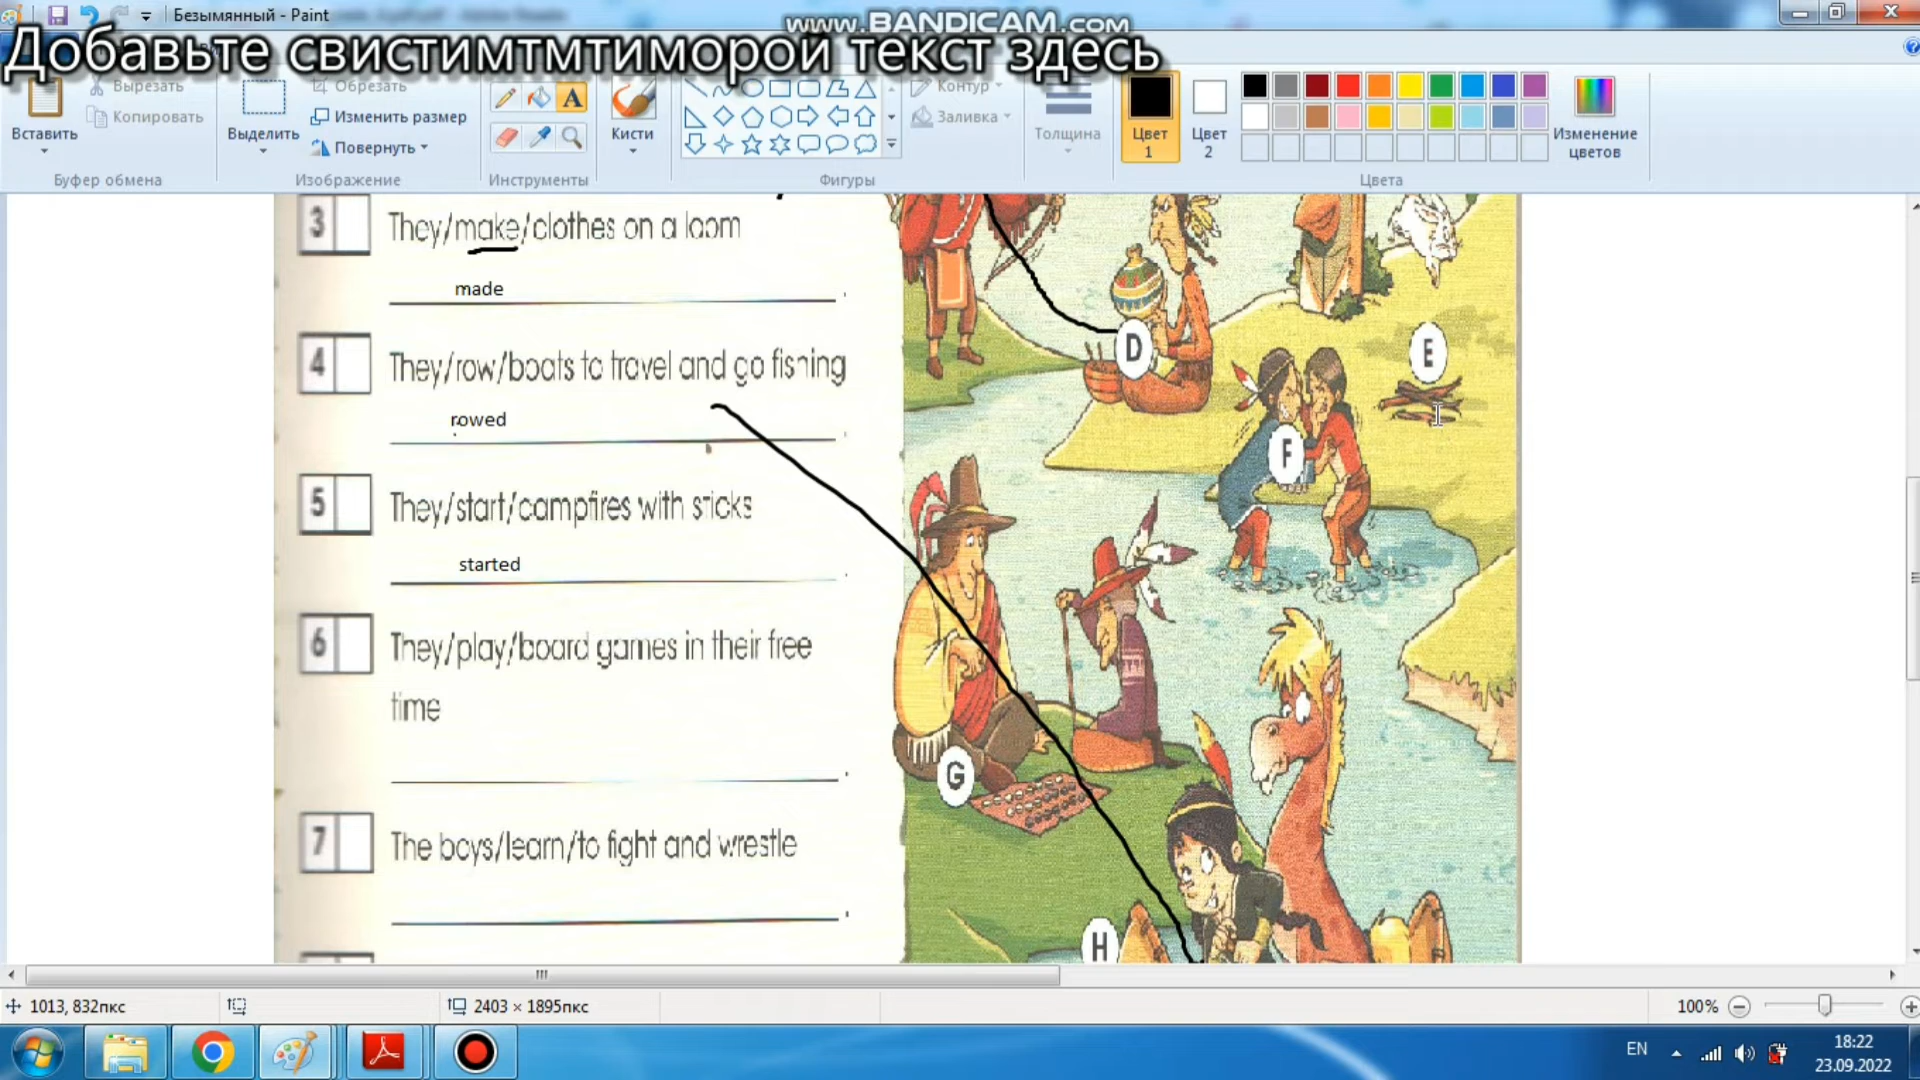 Безымянный - Paint
www.BANDICAM.com
Добавьте свистимтмтиморой текст здесь
Вставить
Вырезать
Копировать
Буфер обмена
Выделить
Обрезать
Изменить размер
Повернуть
Изображение
A
Инструменты
Кисти
Фигуры
Контур
Заливка
Толщина
Цвет 1
Цвет 2
Изменение цветов
Цвета
3 They/make/clothes on a loom
made
4 They/row/boats to travel and go fishing
rowed
5 They/start/campfires with sticks
started
6 They/play/board games in their free
time
7 The boys/learn/to fight and wrestle
D
E
F
G
H
1013, 832пкс
2403 × 1895пкс
100%
EN
18:22
23.09.2022